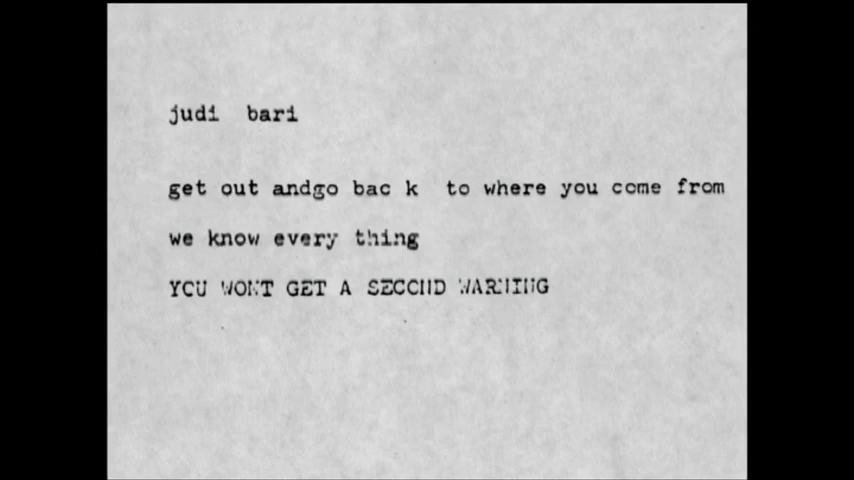 judi bari
get out andgo bac k to where you come from
we know every thing
YOU WONT GET A SECOND WARNING